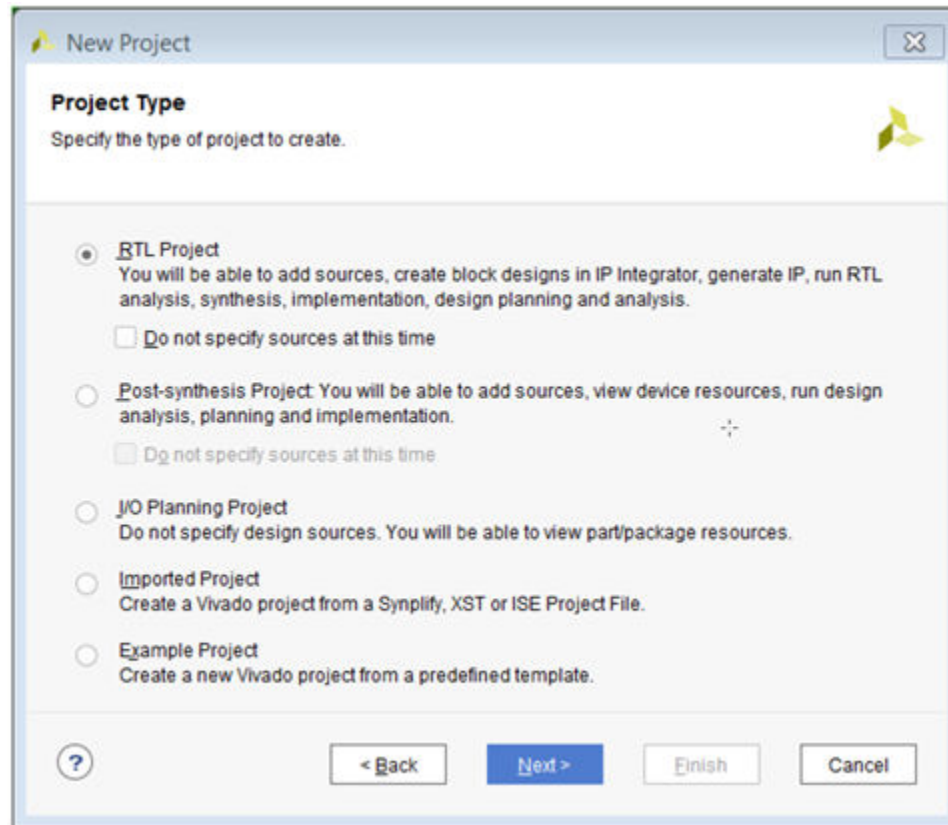 New Project
Project Type
Specify the type of project to create.
RTL Project
You will be able to add sources, create block designs in IP Integrator, generate IP, run RTL
analysis, synthesis, implementation, design planning and analysis.
Do not specify sources at this time
Post-synthesis Project: You will be able to add sources, view device resources, run design
analysis, planning and implementation.
Do not specify sources at this time
I/O Planning Project
Do not specify design sources. You will be able to view part/package resources.
Imported Project
Create a Vivado project from a Synplify, XST or ISE Project File.
Example Project
Create a new Vivado project from a predefined template.
? < Back Next > Finish Cancel